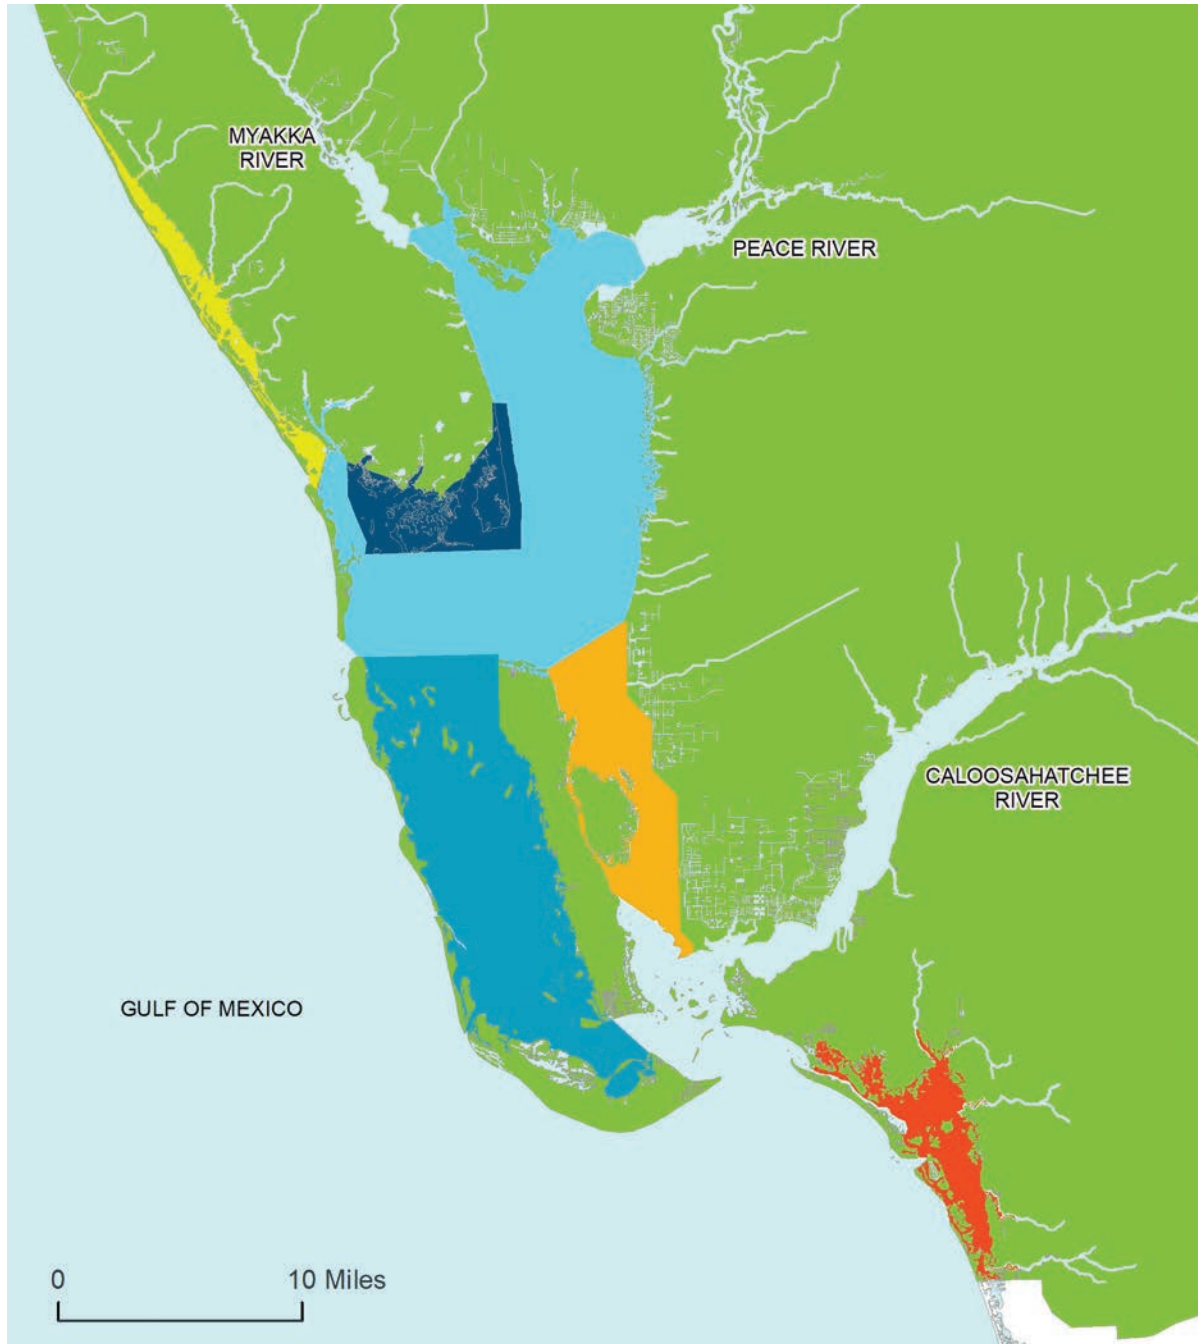 MYAKKA
RIVER
PEACE RIVER
CALOOSAHATCHEE
RIVER
GULF OF MEXICO
0 10 Miles